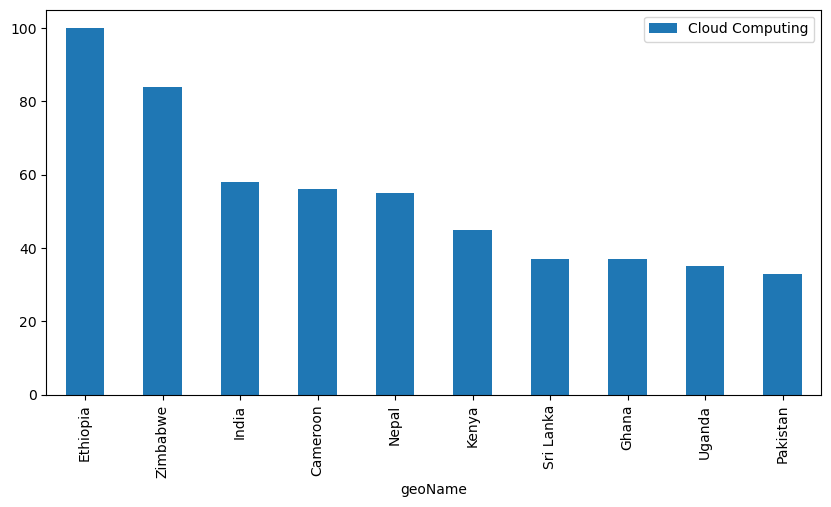 Cloud Computing
100
80
60
40
20
0
Ethiopia
Zimbabwe
India
Cameroon
Nepal
Kenya
Sri Lanka
Ghana
Uganda
Pakistan
geoName